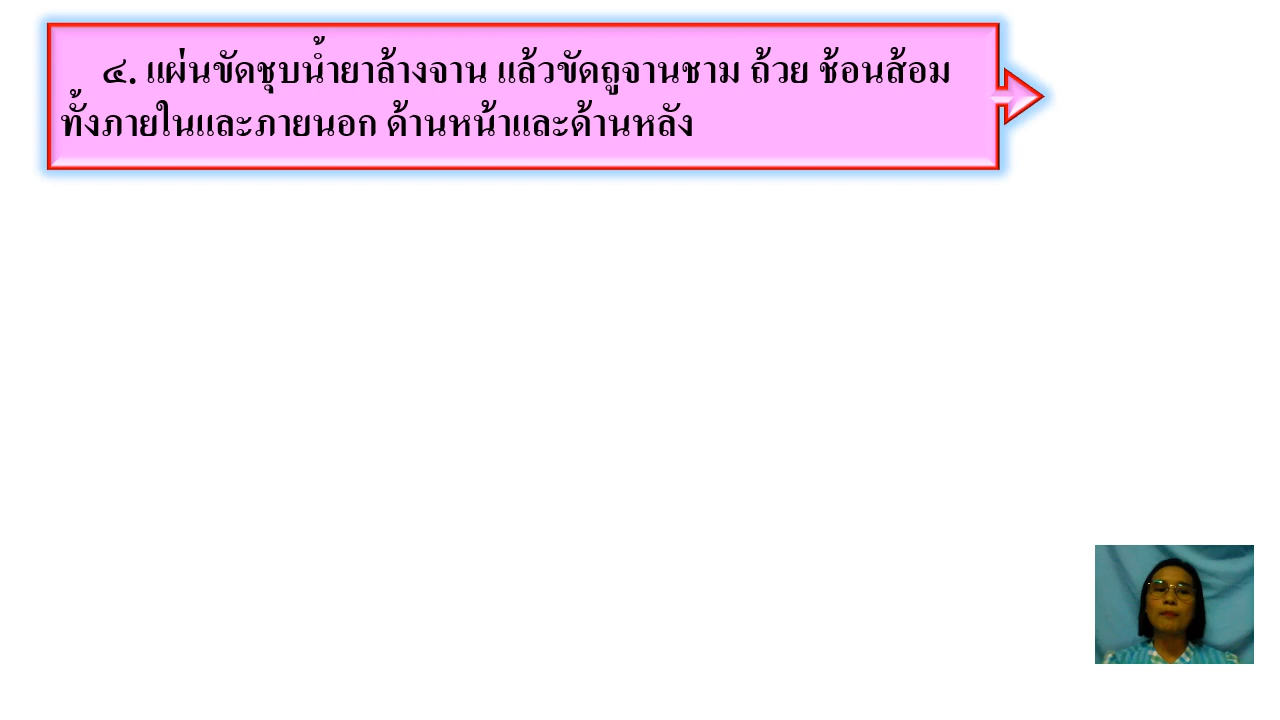 ๔. แผ่นขัดชุบน้ำยาล้างจาน แล้วขัดถูจานชาม ถ้วย ช้อนส้อม
ทั้งภายในและภายนอก ด้านหน้าและด้านหลัง